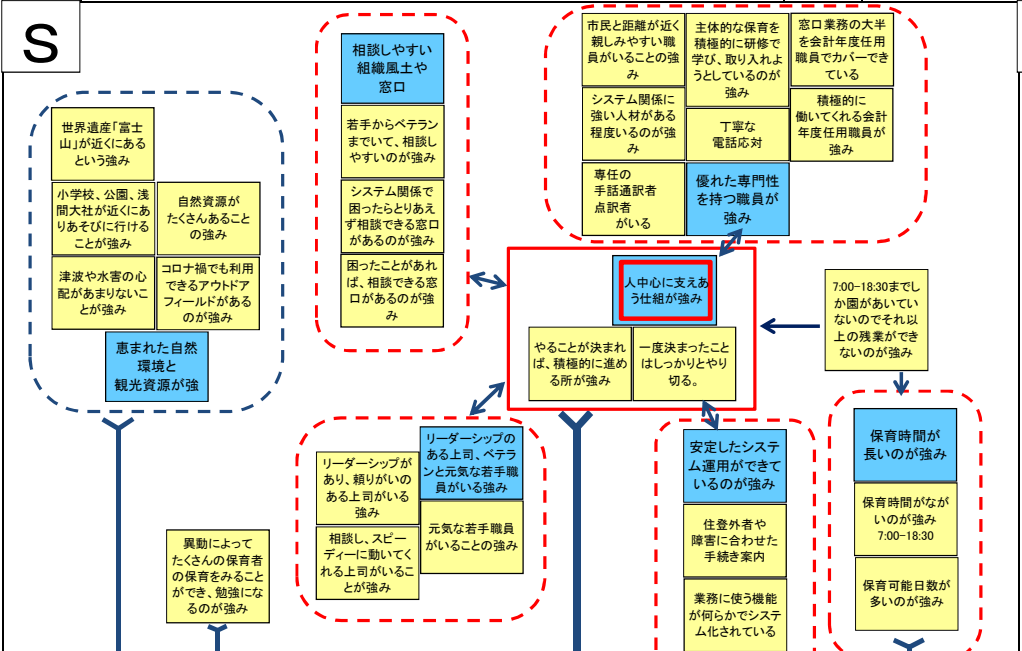 S
相談しやすい
組織風土や
窓口
若手からベテラン
までいて、相談し
やすいのが強み
システム関係で
困ったらとりあえ
ず相談できる窓口
があるのが強み
困ったことがあれ
ば、相談できる窓
口があるのが強
み
市民と距離が近く
親しみやすい職
員がいることの強
み
主体的な保育を
積極的に研修で
学び、取り入れよ
うとしているのが
強み
窓口業務の大半
を会計年度任用
職員でカバーでき
ている
システム関係に
強い人材がある
程度いるのが強
み
丁寧な
電話応対
積極的に
働いてくれる会計
年度任用職員が
強み
専任の
手話通訳者
点訳者
がいる
優れた専門性
を持つ職員が
強み
世界遺産「富士
山」が近くにある
という強み
小学校、公園、浅
間大社が近くにあ
りあそびに行ける
ことが強み
自然資源が
たくさんあること
の強み
津波や水害の心
配があまりないこ
とが強み
コロナ禍でも利用
できるアウトドア
フィールドがある
のが強み
恵まれた自然
環境と
観光資源が強
人中心に支えあ
う仕組が強み
やることが決まれ
ば、積極的に進め
る所が強み
一度決まったこと
はしっかりとやり
切る。
7:00-18:30までし
か園があいてい
ないのでそれ以
上の残業ができ
ないのが強み
リーダーシップの
ある上司、ベテラ
ンと元気な若手職
員がいる強み
リーダーシップが
あり、頼りがいの
ある上司がいる
強み
相談し、スピー
ディーに動いてく
れる上司がいるこ
とが強み
元気な若手職員
がいることの強み
安定したシステ
ム運用ができて
いるのが強み
住登外者や
障害に合わせた
手続き案内
業務に使う機能
が何らかでシステ
ム化されている
保育時間が
長いのが強み
保育時間がなが
いのが強み
7:00-18:30
保育可能日数が
多いのが強み
異動によって
たくさんの保育者
の保育をみること
ができ、勉強にな
るのが強み